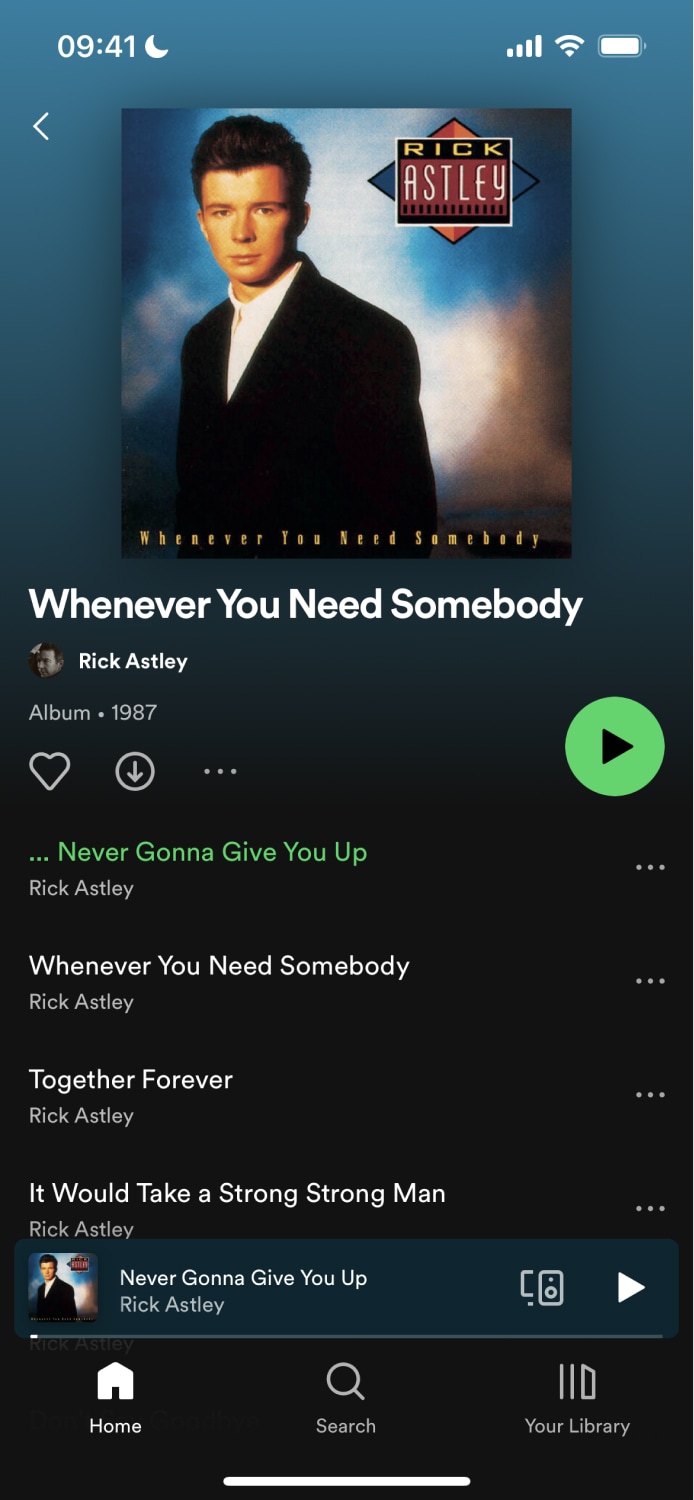 09:41
RICK
ASTLEY
Whenever You Need Somebody
Whenever You Need Somebody
Rick Astley
Album • 1987
... Never Gonna Give You Up
Rick Astley
Whenever You Need Somebody
Rick Astley
Together Forever
Rick Astley
It Would Take a Strong Strong Man
Rick Astley
Never Gonna Give You Up
Rick Astley
Rick Astley
Home
Search
Your Library